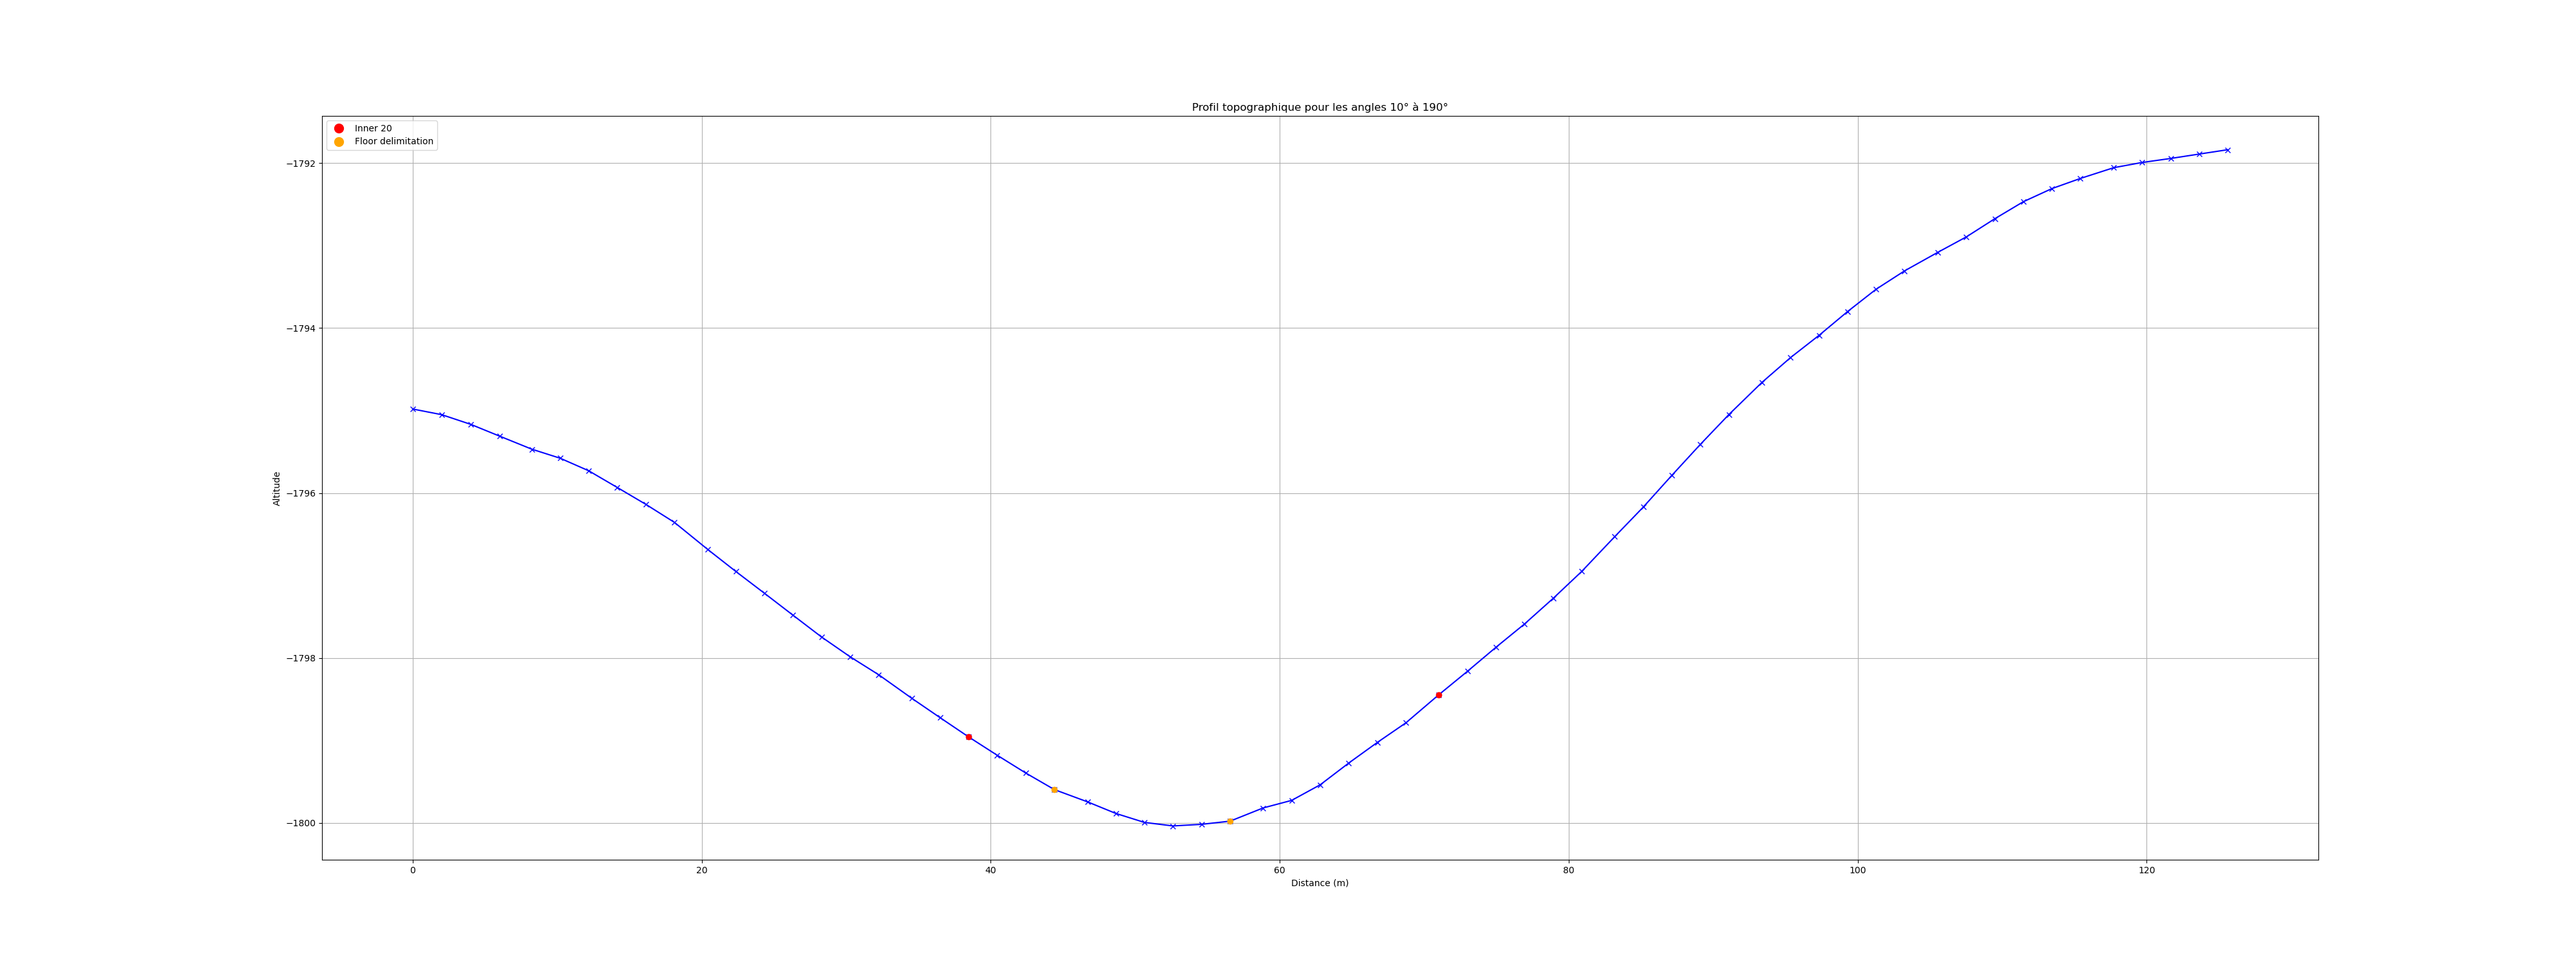 Profil topographique pour les angles 10° à 190°
Inner 20
Floor delimitation
−1792
−1794
−1796
−1798
−1800
Altitude
0 20 40 60 80 100 120
Distance (m)